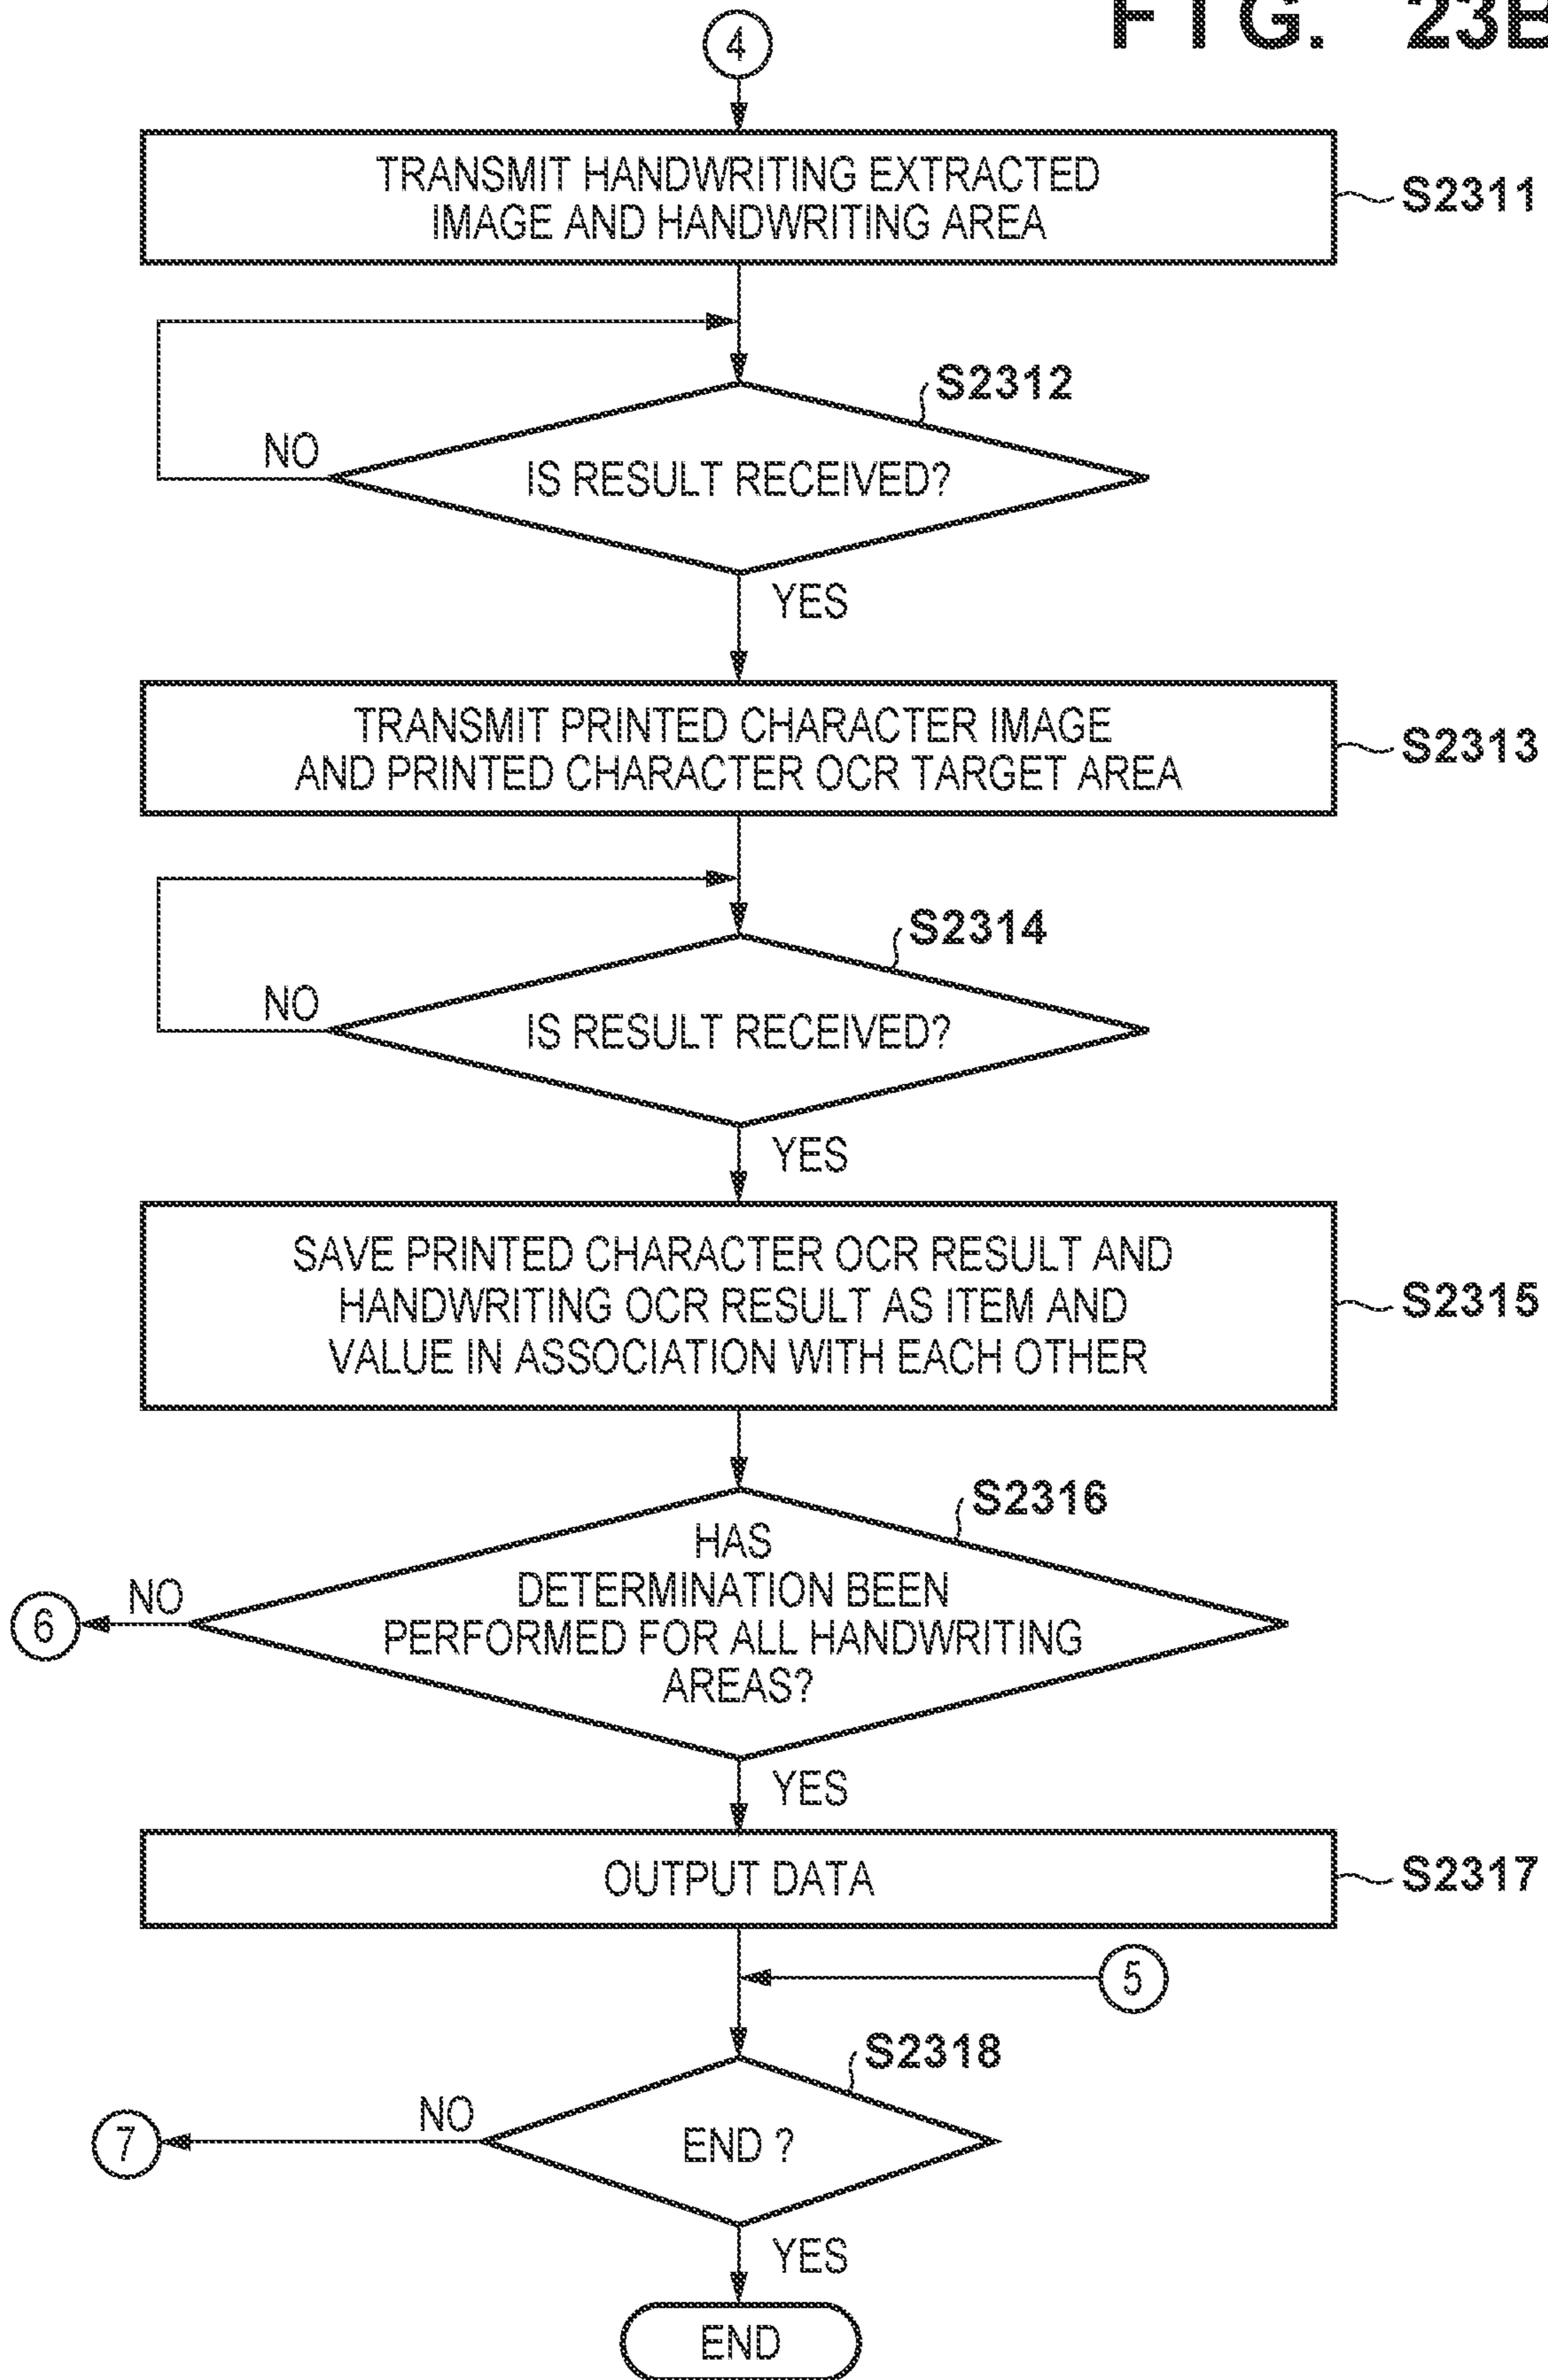 FIG. 23B
4
TRANSMIT HANDWRITING EXTRACTED
IMAGE AND HANDWRITING AREA
S2311
S2312
NO
IS RESULT RECEIVED?
YES
TRANSMIT PRINTED CHARACTER IMAGE
AND PRINTED CHARACTER OCR TARGET AREA
S2313
S2314
NO
IS RESULT RECEIVED?
YES
SAVE PRINTED CHARACTER OCR RESULT AND
HANDWRITING OCR RESULT AS ITEM AND
VALUE IN ASSOCIATION WITH EACH OTHER
S2315
S2316
HAS
DETERMINATION BEEN
PERFORMED FOR ALL HANDWRITING
AREAS?
NO
6
YES
OUTPUT DATA
S2317
5
S2318
NO
7
END ?
YES
END